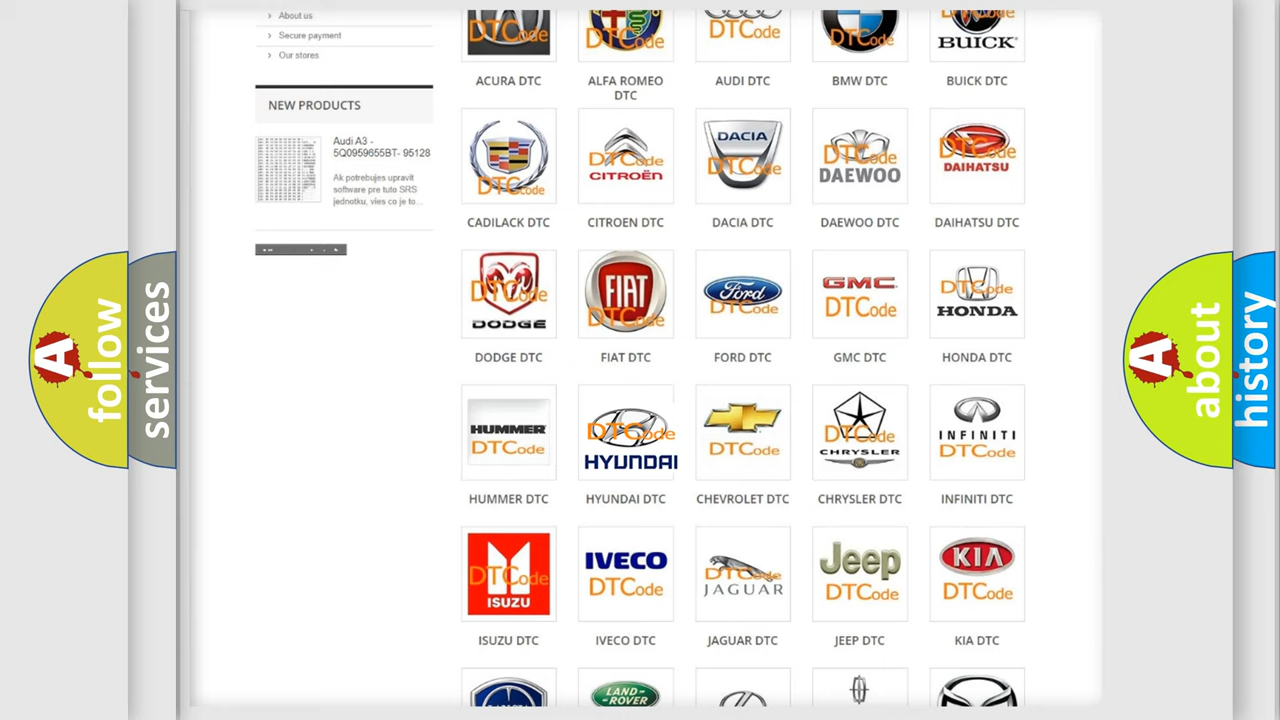 About us
Secure payment
Our stores
NEW PRODUCTS
Audi A3 -
5Q0959655BT- 95128
Ak potrebujes upravit
software pre tuto SRS
jednotku, vies co je to...
DTCode
DTCode
DTCode
DTCode
BUICK
ACURA DTC
ALFA ROMEO
DTC
AUDI DTC
BMW DTC
BUICK DTC
DTCode
DTCode
CITROËN
DACIA
DTCode
DTCode
DAEWOO
DTCode
DAIHATSU
CADILACK DTC
CITROEN DTC
DACIA DTC
DAEWOO DTC
DAIHATSU DTC
DTCode
DODGE
FIAT
DTCode
Ford
DTCode
GMC
DTCode
DTCode
HONDA
DODGE DTC
FIAT DTC
FORD DTC
GMC DTC
HONDA DTC
HUMMER
DTCode
DTCode
HYUNDAI
DTCode
DTCode
CHRYSLER
INFINITI
DTCode
HUMMER DTC
HYUNDAI DTC
CHEVROLET DTC
CHRYSLER DTC
INFINITI DTC
DTCode
ISUZU
IVECO
DTCode
DTCode
JAGUAR
Jeep
DTCode
KIA
DTCode
ISUZU DTC
IVECO DTC
JAGUAR DTC
JEEP DTC
KIA DTC
LAND-
ROVER
A
follow
services
A
about
history